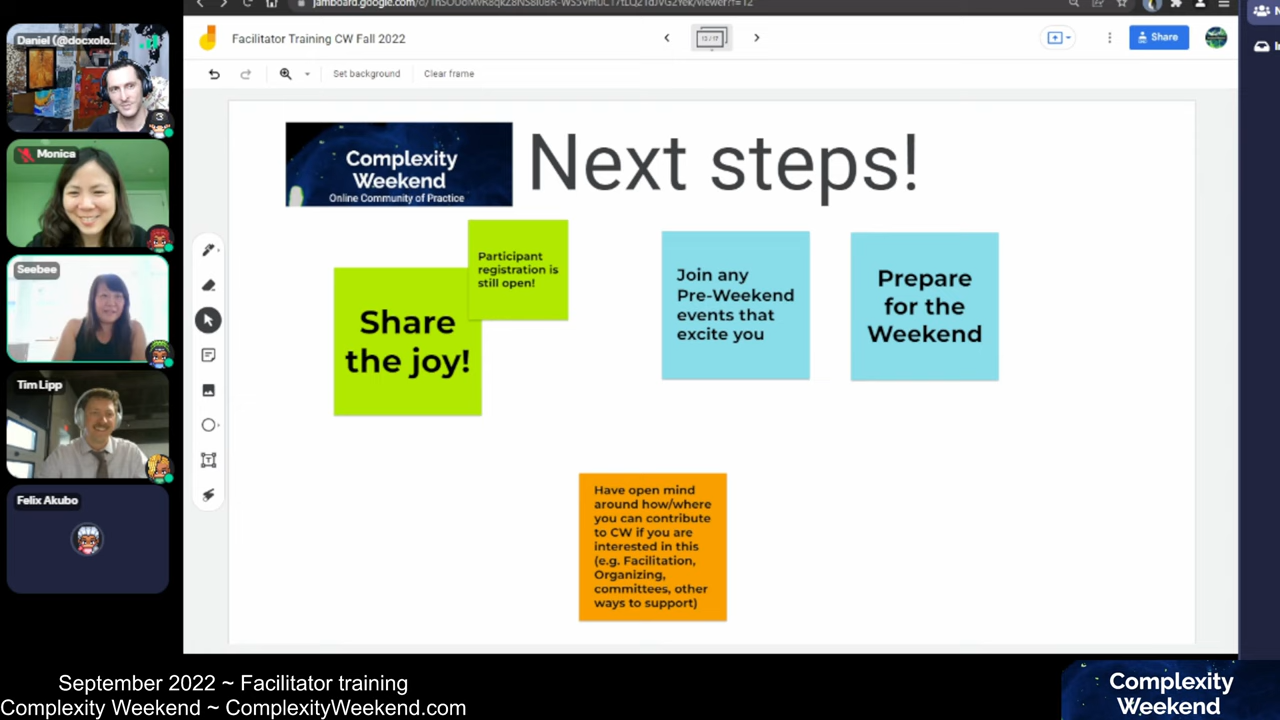 Facilitator Training CW Fall 2022
Share
Set background
Clear frame
Daniel (@docxolo...
Monica
Seebee
Tim Lipp
Felix Akubo
Complexity
Weekend
Online Community of Practice
Next steps!
Participant
registration is
still open!
Share
the joy!
Join any
Pre-Weekend
events that
excite you
Prepare
for the
Weekend
Have open mind
around how/where
you can contribute
to CW if you are
interested in this
(e.g. Facilitation,
Organizing,
committees, other
ways to support)
September 2022 ~ Facilitator training
Complexity Weekend ~ ComplexityWeekend.com
Complexity
Weekend